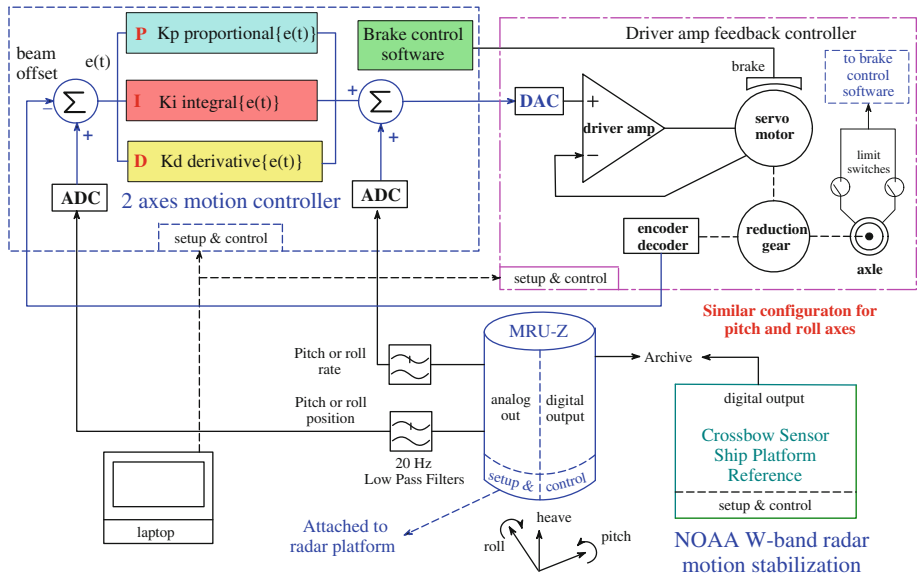 P Kp proportional{e(t)}
Brake control
software
Driver amp feedback controller
beam
offset
e(t)
Σ
−
+
I Ki integral{e(t)}
+
Σ
+
D Kd derivative{e(t)}
ADC
ADC
2 axes motion controller
setup & control
DAC
+
−
driver amp
brake
servo
motor
to brake
control
software
limit
switches
encoder
decoder
reduction
gear
axle
setup & control
Similar configuraton for
pitch and roll axes
MRU-Z
Pitch or roll
rate
Pitch or roll
position
analog
out
digital
output
setup &
control
20 Hz
Low Pass Filters
Archive
digital output
Crossbow Sensor
Ship Platform
Reference
setup & control
laptop
Attached to
radar platform
heave
roll
pitch
NOAA W-band radar
motion stabilization